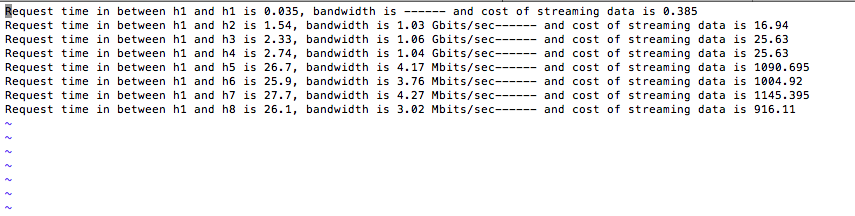 Request time in between h1 and h1 is 0.035, bandwidth is ------ and cost of streaming data is 0.385
Request time in between h1 and h2 is 1.54, bandwidth is 1.03 Gbits/sec------ and cost of streaming data is 16.94
Request time in between h1 and h3 is 2.33, bandwidth is 1.06 Gbits/sec------ and cost of streaming data is 25.63
Request time in between h1 and h4 is 2.74, bandwidth is 1.04 Gbits/sec------ and cost of streaming data is 25.63
Request time in between h1 and h5 is 26.7, bandwidth is 4.17 Mbits/sec------ and cost of streaming data is 1090.695
Request time in between h1 and h6 is 25.9, bandwidth is 3.76 Mbits/sec------ and cost of streaming data is 1004.92
Request time in between h1 and h7 is 27.7, bandwidth is 4.27 Mbits/sec------ and cost of streaming data is 1145.395
Request time in between h1 and h8 is 26.1, bandwidth is 3.02 Mbits/sec------ and cost of streaming data is 916.11
~
~
~
~
~
~
~